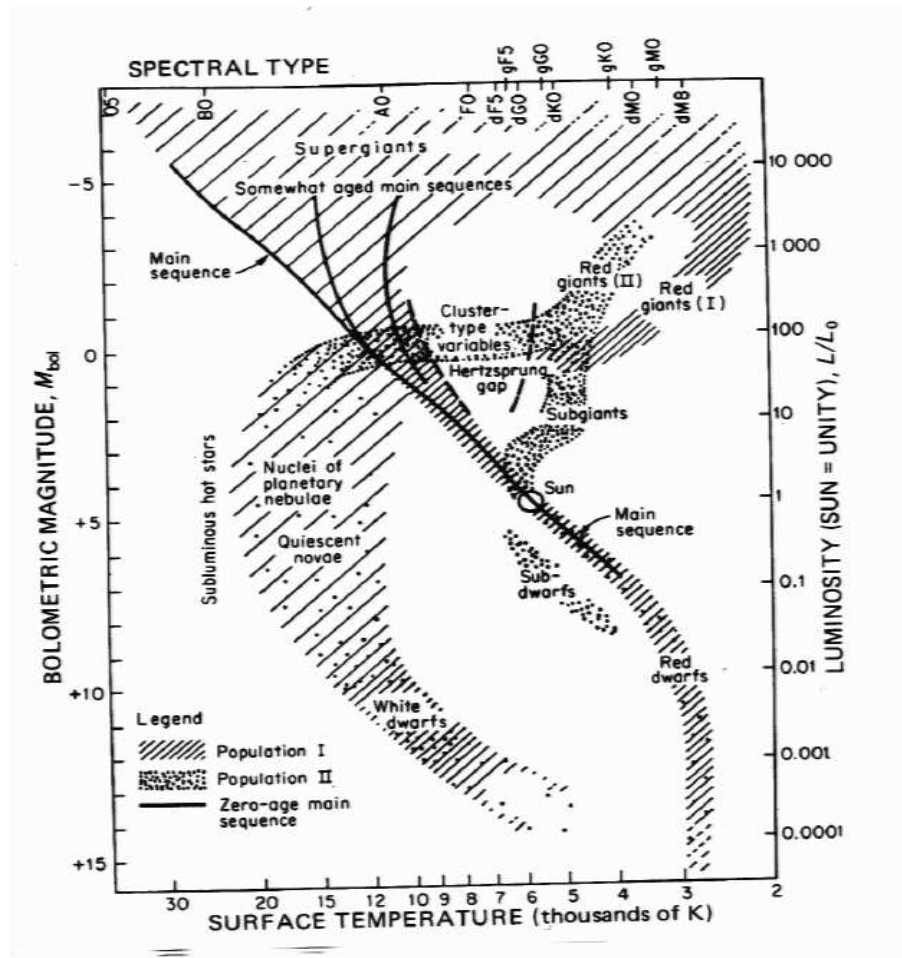 SPECTRAL TYPE
O5
B0
A0
F0
dF5
gF5
dG0
gG0
dK0
gK0
dM0
gM0
dM8
Supergiants
Somewhat aged main sequences
Main
sequence
Red
giants (II)
Red
giants (I)
Cluster-
type
variables
Hertzsprung
gap
Subgiants
Nuclei of
planetary
nebulae
Quiescent
novae
Subluminous hot stars
Sun
Main
sequence
Sub-
dwarfs
Red
dwarfs
White
dwarfs
Legend
Population I
Population II
Zero-age main
sequence
BOLOMETRIC MAGNITUDE, Mbol
-5
0
+5
+10
+15
LUMINOSITY (SUN = UNITY), L/L0
10 000
1 000
100
10
1
0.1
0.01
0.001
0.0001
30 20 15 12 10 9 8 7 6 5 4 3 2
SURFACE TEMPERATURE (thousands of K)